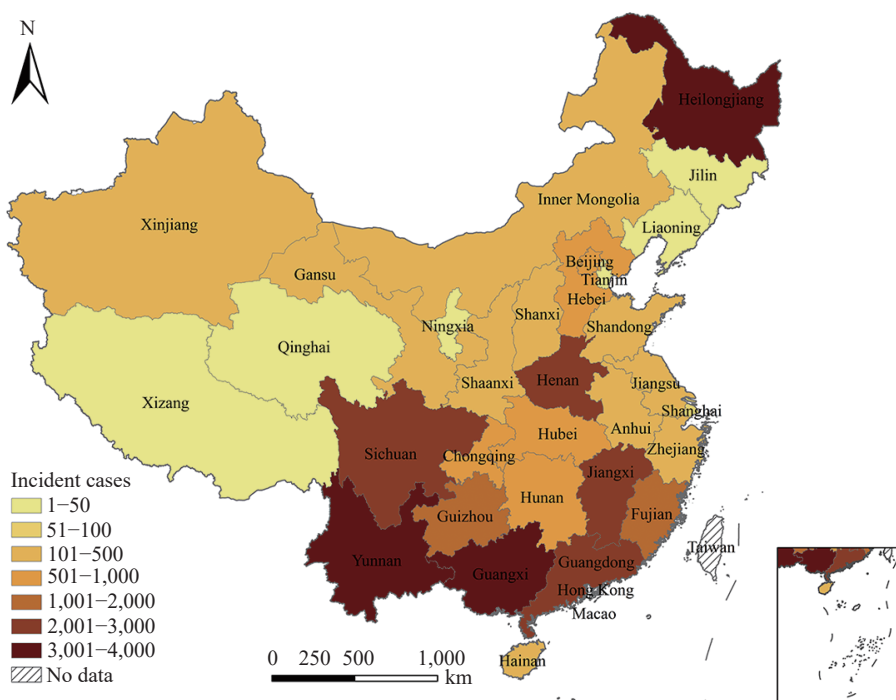 N
Heilongjiang
Jilin
Inner Mongolia
Liaoning
Xinjiang
Beijing
Gansu
Tianjin
Hebei
Shanxi
Ningxia
Shandong
Qinghai
Shaanxi
Henan
Jiangsu
Xizang
Shanghai
Anhui
Hubei
Zhejiang
Sichuan
Chongqing
Jiangxi
Hunan
Guizhou
Fujian
Taiwan
Yunnan
Guangxi
Guangdong
Hong Kong
Macao
Hainan
Incident cases
1−50
51−100
101−500
501−1,000
1,001−2,000
2,001−3,000
3,001−4,000
No data
0 250 500 1,000
km